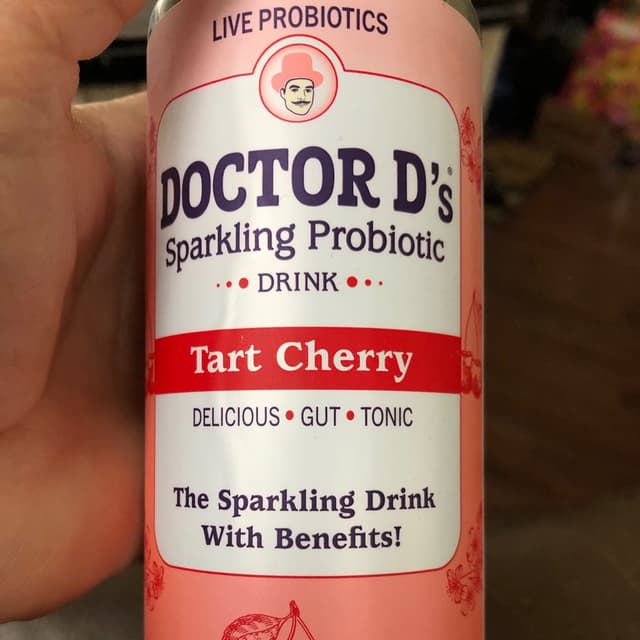 LIVE PROBIOTICS
DOCTOR D's®
Sparkling Probiotic
DRINK
Tart Cherry
DELICIOUS • GUT • TONIC
The Sparkling Drink
With Benefits!